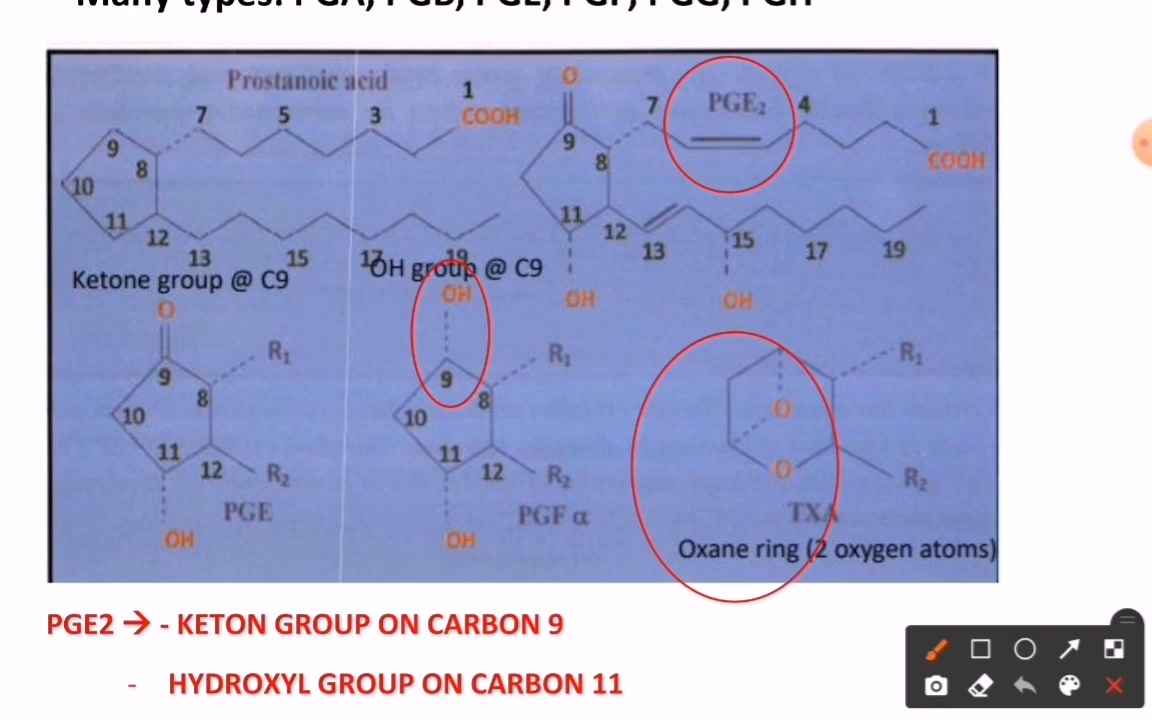 Many types: PGA, PGB, PGE, PGF, PGG, PGH
Prostanoic acid
1
COOH
7 5 3
9
8
10
11
12
13 15 17 19
O
PGE₂
7 4 1
COOH
9
8
11
12
13 15 17 19
OH OH
Ketone group @ C9
OH group @ C9
O
R₁
9
8
10
11
12
R₂
PGE
OH
OH
R₁
9
8
10
11
12
R₂
PGF α
OH
R₁
O
O
R₂
TXA
Oxane ring (2 oxygen atoms)
PGE2 → - KETON GROUP ON CARBON 9
- HYDROXYL GROUP ON CARBON 11